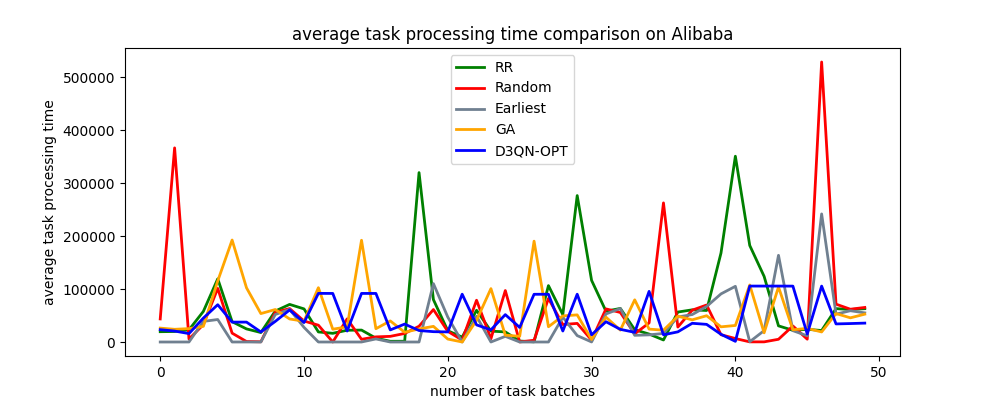 average task processing time comparison on Alibaba
average task processing time
500000
400000
300000
200000
100000
0
RR
Random
Earliest
GA
D3QN-OPT
0 10 20 30 40 50
number of task batches